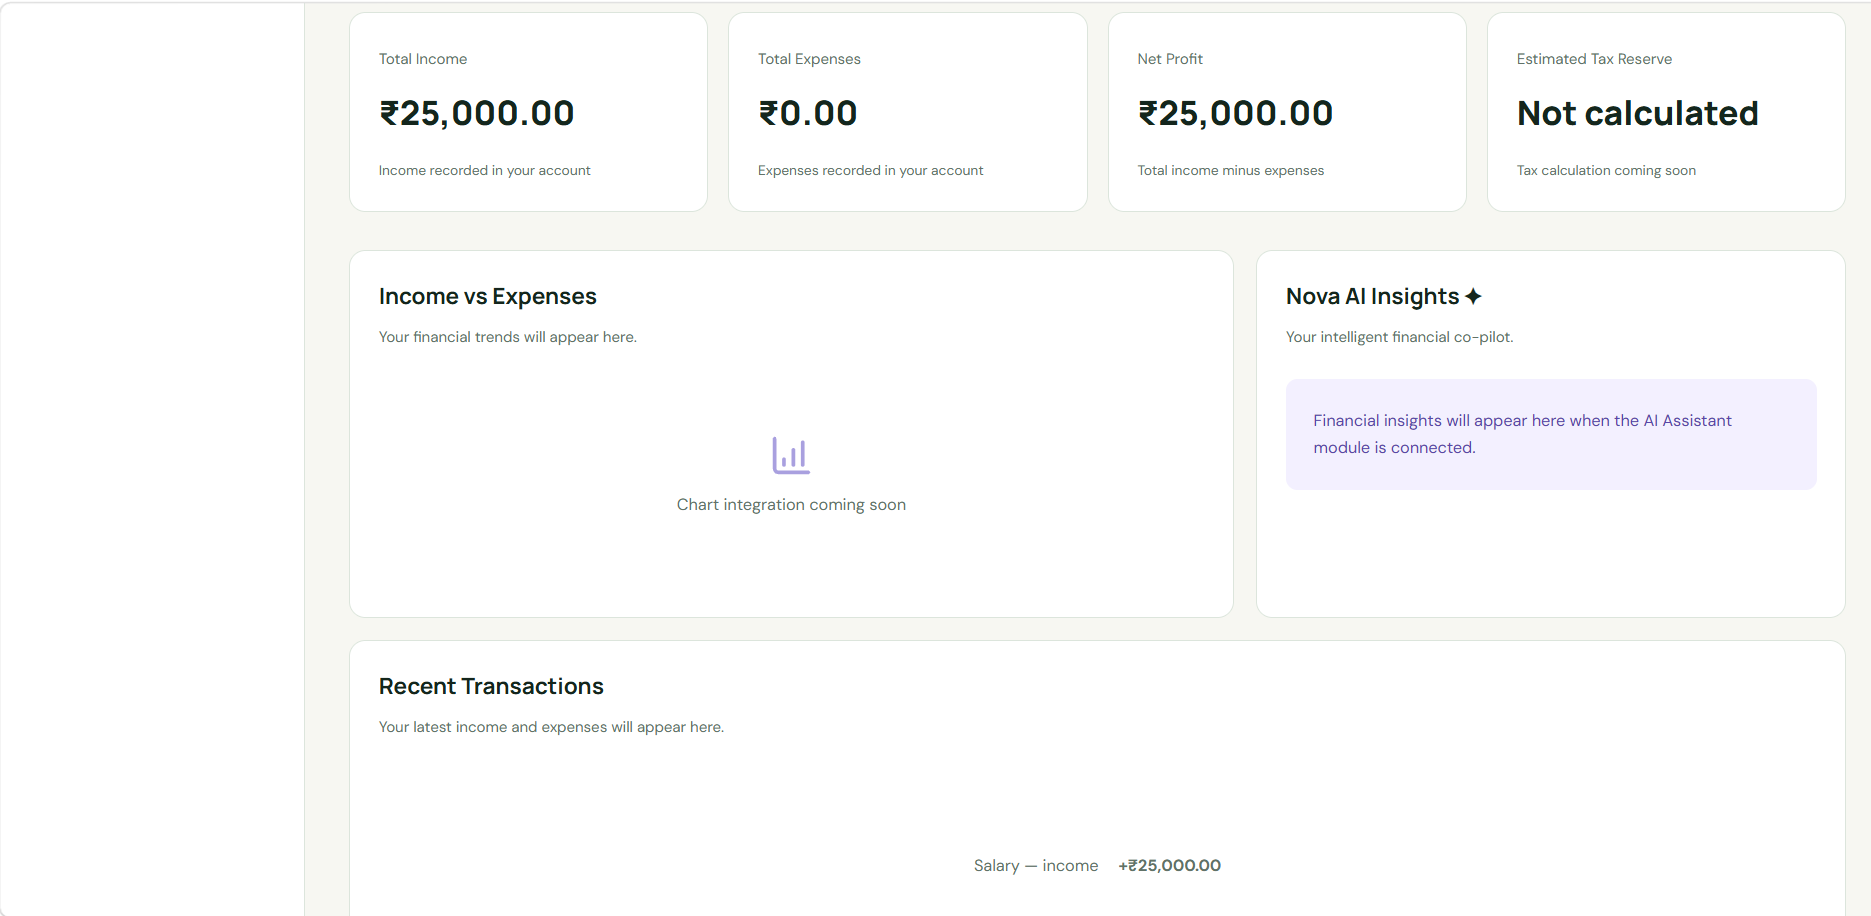 Total Income
₹25,000.00
Income recorded in your account
Total Expenses
₹0.00
Expenses recorded in your account
Net Profit
₹25,000.00
Total income minus expenses
Estimated Tax Reserve
Not calculated
Tax calculation coming soon
Income vs Expenses
Your financial trends will appear here.
Chart integration coming soon
Nova AI Insights ✦
Your intelligent financial co-pilot.
Financial insights will appear here when the AI Assistant
module is connected.
Recent Transactions
Your latest income and expenses will appear here.
Salary — income +₹25,000.00